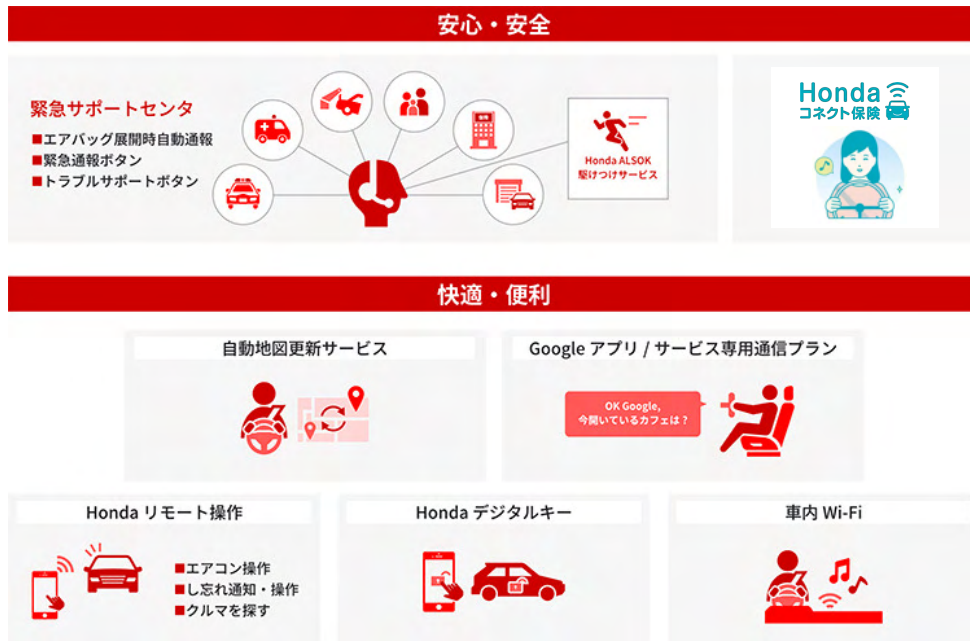 安心・安全
緊急サポートセンタ
■エアバッグ展開時自動通報
■緊急通報ボタン
■トラブルサポートボタン
Honda ALSOK
駆けつけサービス
Honda
コネクト保険
快適・便利
自動地図更新サービス
Google アプリ / サービス専用通信プラン
OK Google,
今開いているカフェは？
Honda リモート操作
■エアコン操作
■し忘れ通知・操作
■クルマを探す
Honda デジタルキー
車内 Wi-Fi